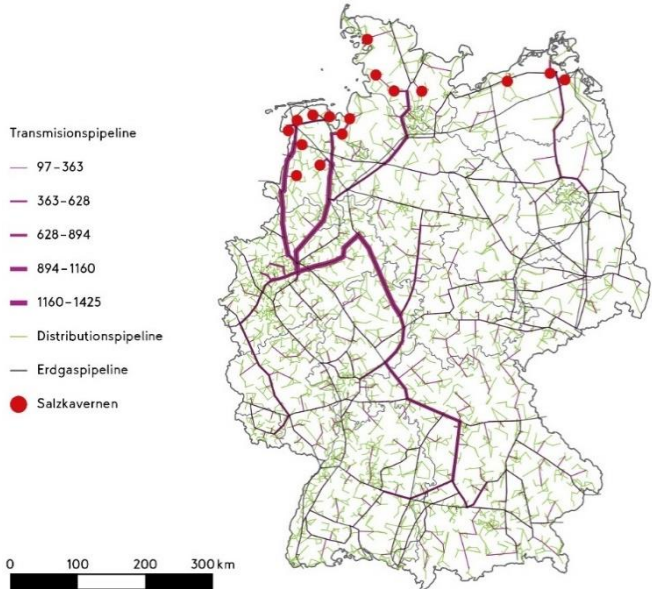 Transmisionspipeline
97–363
363–628
628–894
894–1160
1160–1425
Distributionspipeline
Erdgaspipeline
Salzkavernen
0 100 200 300 km